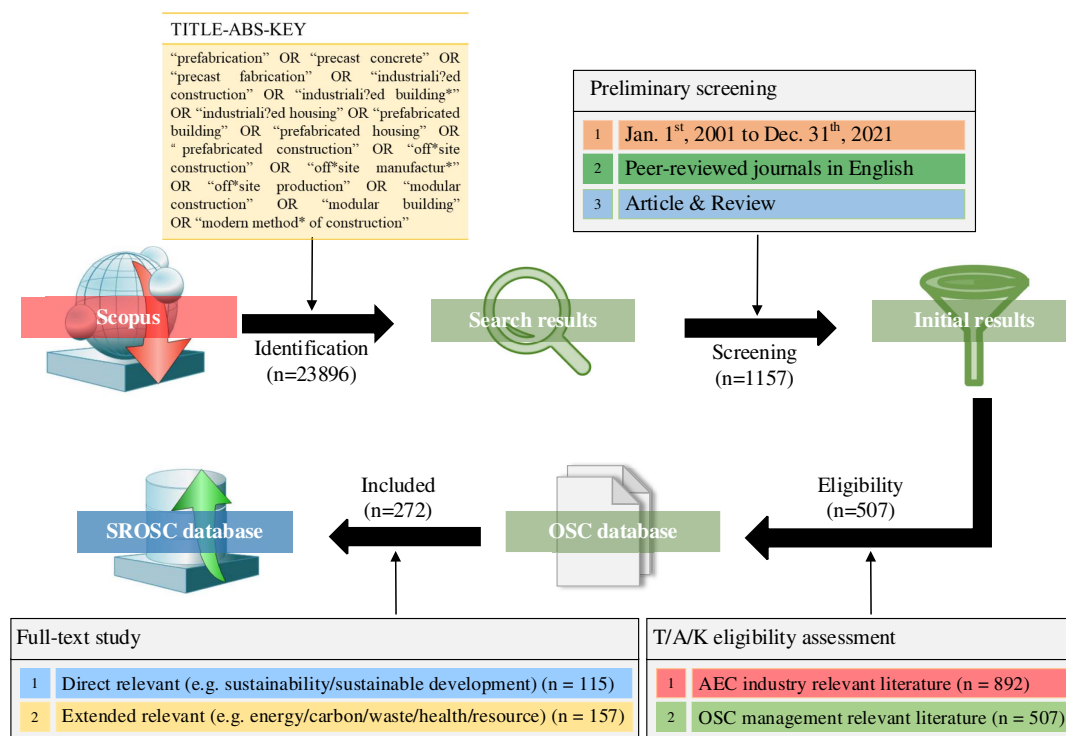 TITLE-ABS-KEY
“prefabrication” OR “precast concrete” OR
“precast fabrication” OR “industriali?ed
construction” OR “industriali?ed building*”
OR “industriali?ed housing” OR “prefabricated
building” OR “prefabricated housing” OR
“ prefabricated construction” OR “off*site
construction” OR “off*site manufactur*”
OR “off*site production” OR “modular
construction” OR “modular building”
OR “modern method* of construction”
Preliminary screening
1 Jan. 1st, 2001 to Dec. 31th, 2021
2 Peer-reviewed journals in English
3 Article & Review
Scopus
Identification
(n=23896)
Search results
Screening
(n=1157)
Initial results
Eligibility
(n=507)
OSC database
Included
(n=272)
SROSC database
Full-text study
1 Direct relevant (e.g. sustainability/sustainable development) (n = 115)
2 Extended relevant (e.g. energy/carbon/waste/health/resource) (n = 157)
T/A/K eligibility assessment
1 AEC industry relevant literature (n = 892)
2 OSC management relevant literature (n = 507)